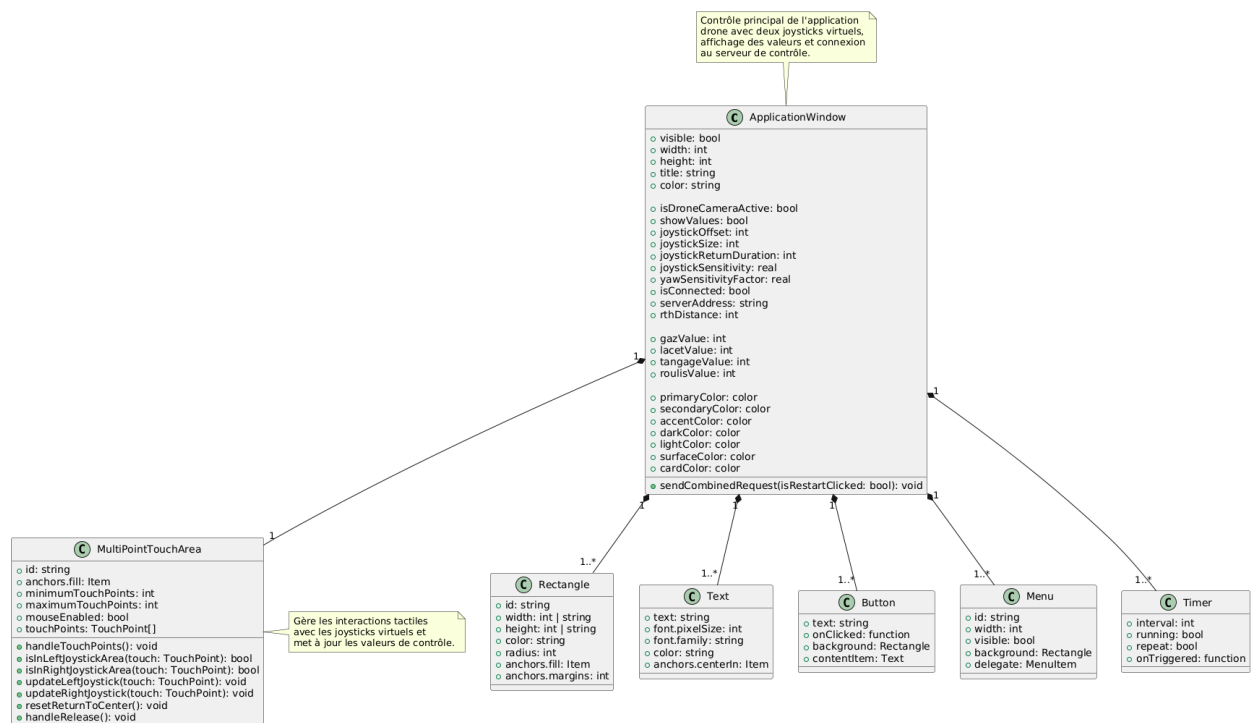 Contrôle principal de l'application
drone avec deux joysticks virtuels,
affichage des valeurs et connexion
au serveur de contrôle.
C ApplicationWindow
visible: bool
width: int
height: int
title: string
color: string
isDroneCameraActive: bool
showValues: bool
joystickOffset: int
joystickSize: int
joystickReturnDuration: int
joystickSensitivity: real
yawSensitivityFactor: real
isConnected: bool
serverAddress: string
rthDistance: int
gazValue: int
lacetValue: int
tangageValue: int
roulisValue: int
primaryColor: color
secondaryColor: color
accentColor: color
darkColor: color
lightColor: color
surfaceColor: color
cardColor: color
sendCombinedRequest(isRestartClicked: bool): void
1
1
1
1
1
1
1
1..*
1..*
1..*
1..*
1..*
C MultiPointTouchArea
id: string
anchors.fill: Item
minimumTouchPoints: int
maximumTouchPoints: int
mouseEnabled: bool
touchPoints: TouchPoint[]
handleTouchPoints(): void
isInLeftJoystickArea(touch: TouchPoint): bool
isInRightJoystickArea(touch: TouchPoint): bool
updateLeftJoystick(touch: TouchPoint): void
updateRightJoystick(touch: TouchPoint): void
resetReturnToCenter(): void
handleRelease(): void
Gère les interactions tactiles
avec les joysticks virtuels et
met à jour les valeurs de contrôle.
C Rectangle
id: string
width: int | string
height: int | string
color: string
radius: int
anchors.fill: Item
anchors.margins: int
C Text
text: string
font.pixelSize: int
font.family: string
color: string
anchors.centerIn: Item
C Button
text: string
onClicked: function
background: Rectangle
contentItem: Text
C Menu
id: string
width: int
visible: bool
background: Rectangle
delegate: MenuItem
C Timer
interval: int
running: bool
repeat: bool
onTriggered: function